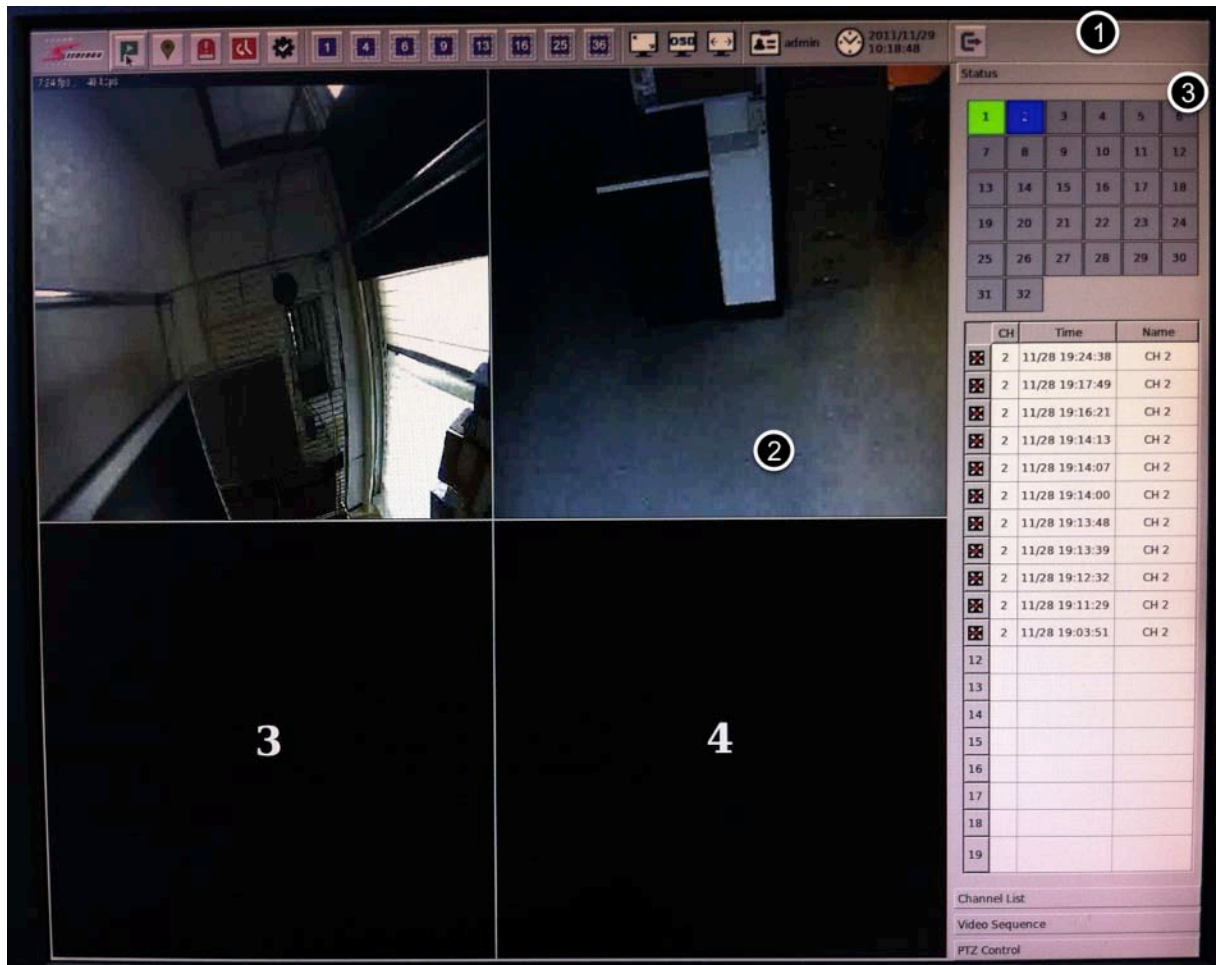 1
1 4 6 9 13 16 25 36 OSD admin 2011/11/29
10:18:48
Status
3
1 2 3 4 5 6
7 8 9 10 11 12
13 14 15 16 17 18
19 20 21 22 23 24
25 26 27 28 29 30
31 32
CH Time Name
2 11/28 19:24:38 CH 2
2 11/28 19:17:49 CH 2
2 11/28 19:16:21 CH 2
2 11/28 19:14:13 CH 2
2
2 11/28 19:14:07 CH 2
2 11/28 19:14:00 CH 2
2 11/28 19:13:48 CH 2
2 11/28 19:13:39 CH 2
2 11/28 19:12:32 CH 2
2 11/28 19:11:29 CH 2
2 11/28 19:03:51 CH 2
12
13
14
15
16
17
18
19
3
4
Channel List
Video Sequence
PTZ Control